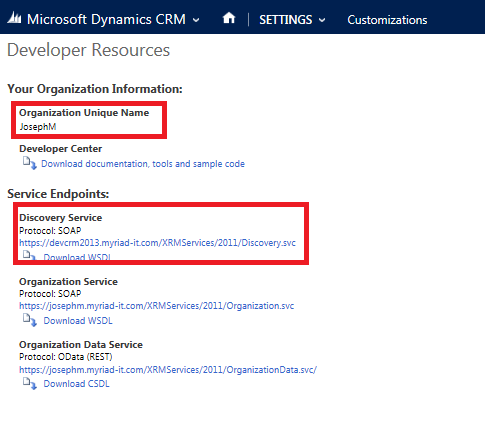 Microsoft Dynamics CRM SETTINGS Customizations
Developer Resources
Your Organization Information:
Organization Unique Name
JosephM
Developer Center
Download documentation, tools and sample code
Service Endpoints:
Discovery Service
Protocol: SOAP
https://devcrm2013.myriad-it.com/XRMServices/2011/Discovery.svc
Download WSDL
Organization Service
Protocol: SOAP
https://josephm.myriad-it.com/XRMServices/2011/Organization.svc
Download WSDL
Organization Data Service
Protocol: OData (REST)
https://josephm.myriad-it.com/XRMServices/2011/OrganizationData.svc/
Download CSDL